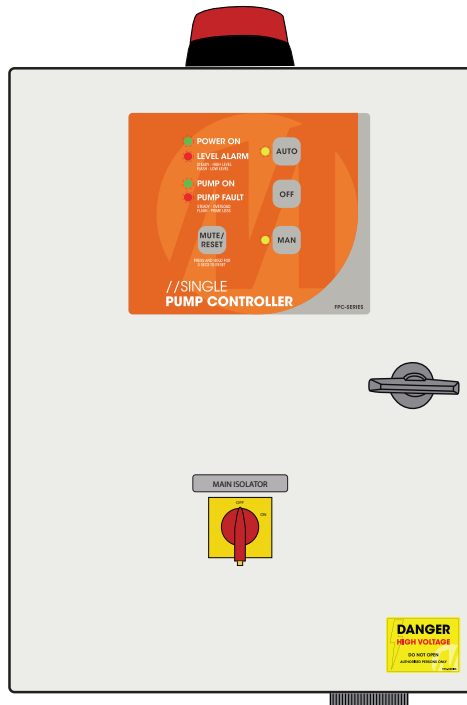 POWER ON
LEVEL ALARM
STEADY - HIGH LEVEL
FLASH - LOW LEVEL
AUTO
PUMP ON
PUMP FAULT
STEADY - OVERLOAD
FLASH - PRIME LOSS
OFF
MUTE/
RESET
MAN
PRESS AND HOLD FOR
3 SECS TO RESET
//SINGLE
PUMP CONTROLLER
FPC-SERIES
MAIN ISOLATOR
OFF
ON
DANGER
HIGH VOLTAGE
DO NOT OPEN
AUTHORISED PERSONS ONLY